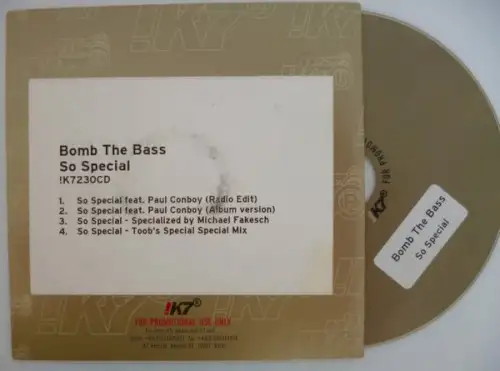 Bomb The Bass
So Special
!K7230CD
1. So Special feat. Paul Conboy (Radio Edit)
2. So Special feat. Paul Conboy (Album version)
3. So Special - Specialized by Michael Fakesch
4. So Special - Toob's Special Special Mix
!K7®
FOR PROMOTIONAL USE ONLY
!K7
Bomb The Bass
So Special